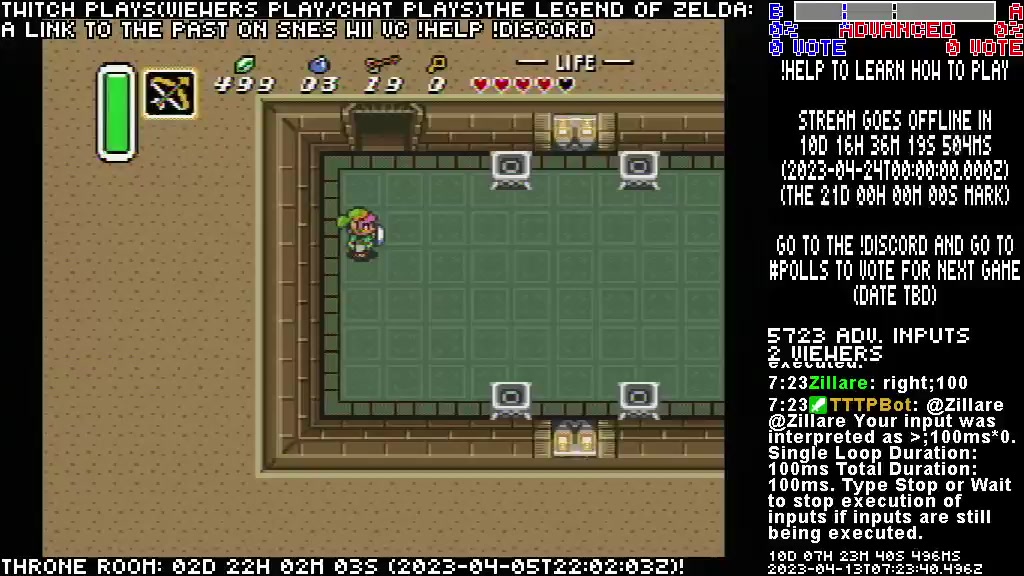 TWITCH PLAYS(VIEWERS PLAY/CHAT PLAYS)THE LEGEND OF ZELDA:
A LINK TO THE PAST ON SNES WII VC !HELP !DISCORD
B A
0% ADVANCED 0%
0 VOTE 0 VOTE
!HELP TO LEARN HOW TO PLAY
STREAM GOES OFFLINE IN
10D 16H 36M 19S 504MS
(2023-04-24T00:00:00.000Z)
(THE 21D 00H 00M 00S MARK)
GO TO THE !DISCORD AND GO TO
#POLLS TO VOTE FOR NEXT GAME
(DATE TBD)
5723 ADV. INPUTS
2 VIEWERS
executed.
7:23 Zillare: right;100
7:23 TTTPBot: @Zillare
@Zillare Your input was
interpreted as >;100ms*0.
Single Loop Duration:
100ms Total Duration:
100ms. Type Stop or Wait
to stop execution of
inputs if inputs are still
being executed.
10D 07H 23M 40S 496MS
2023-04-13T07:23:40.496Z
499 03 19 0
LIFE
THRONE ROOM: 02D 22H 02M 03S (2023-04-05T22:02:03Z)!